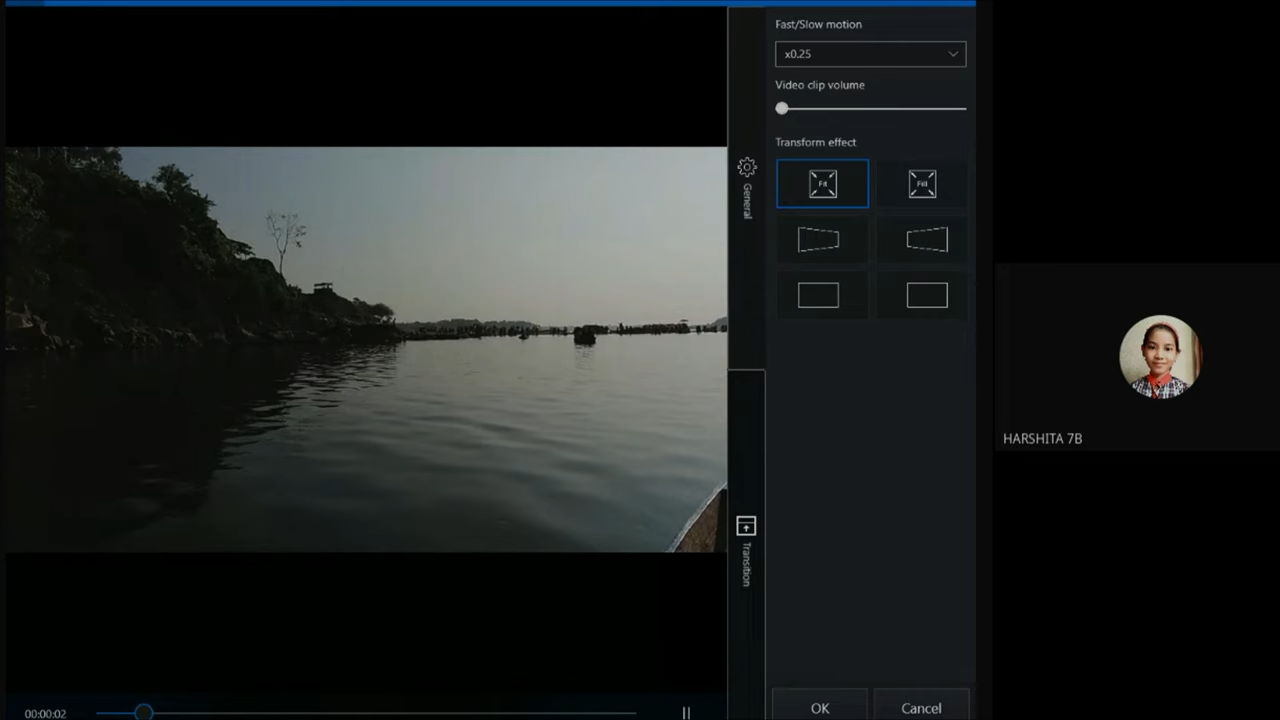 Fast/Slow motion
x0.25
Video clip volume
Transform effect
Fit
Fill
General
Transition
HARSHITA 7B
00:00:02
OK
Cancel